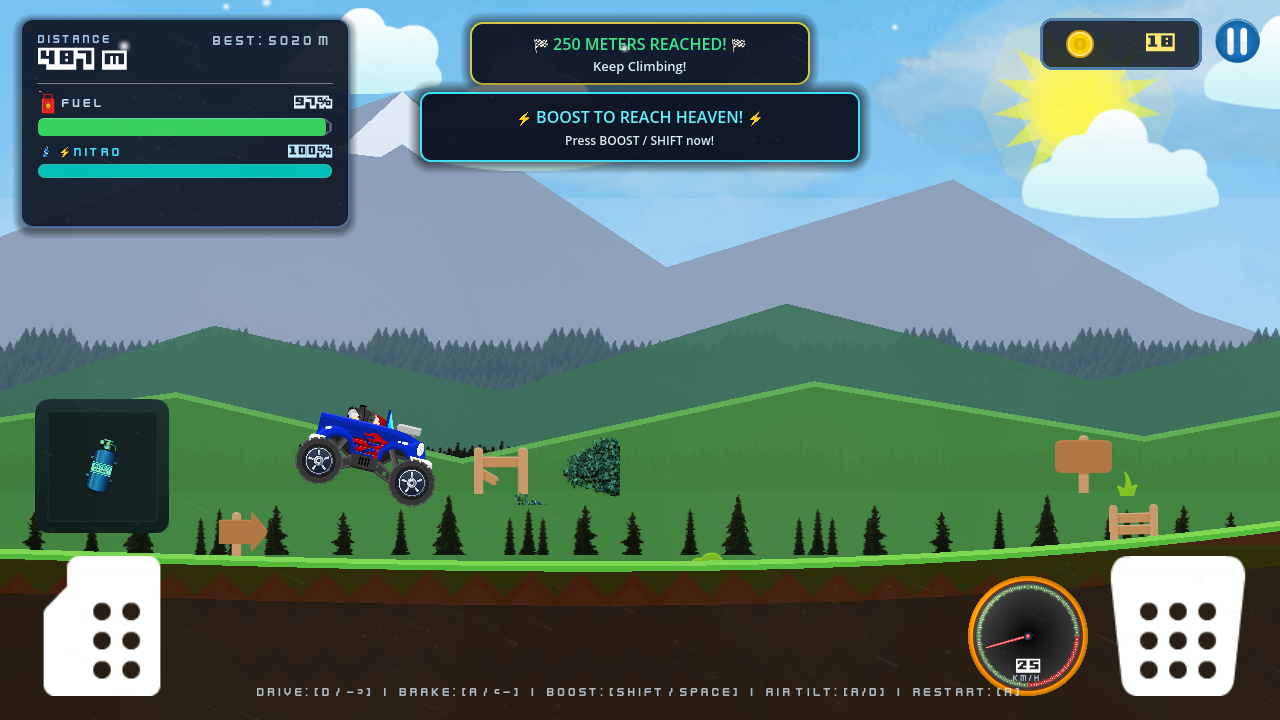 DISTANCE
BEST: 5020 M
487 m
FUEL
97%
⚡NITRO
100%
🏁 250 METERS REACHED! 🏁
Keep Climbing!
⚡ BOOST TO REACH HEAVEN! ⚡
Press BOOST / SHIFT now!
18
25
KM/H
DRIVE: [D / ->] | BRAKE: [A / <-] | BOOST: [SHIFT / SPACE] | AIR TILT: [A/D] | RESTART: [R]